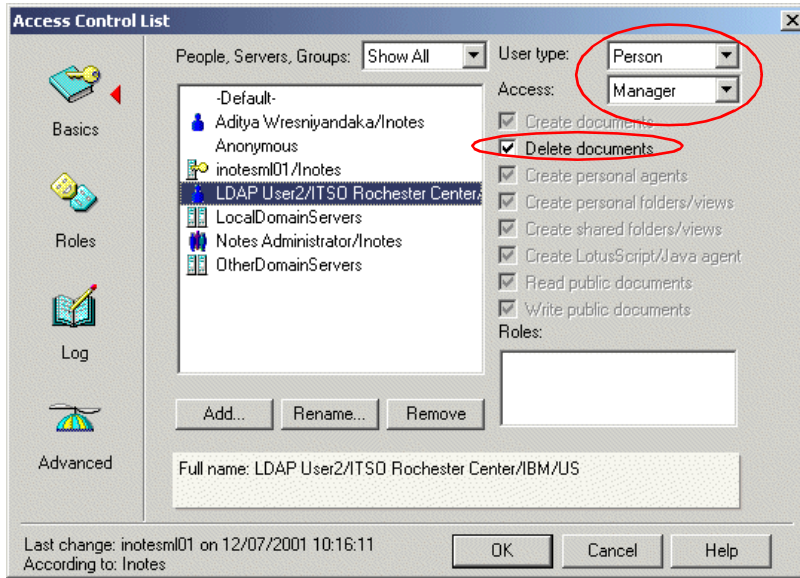 Access Control List
People, Servers, Groups: Show All
User type: Person
Access: Manager
Basics
Roles
Log
Advanced
-Default-
Aditya Wresniyandaka/Inotes
Anonymous
inotesml01/Inotes
LDAP User2/ITSO Rochester Center/
LocalDomainServers
Notes Administrator/Inotes
OtherDomainServers
Create documents
Delete documents
Create personal agents
Create personal folders/views
Create shared folders/views
Create LotusScript/Java agent
Read public documents
Write public documents
Roles:
Add... Rename... Remove
Full name: LDAP User2/ITSO Rochester Center/IBM/US
Last change: inotesml01 on 12/07/2001 10:16:11
According to: Inotes
OK Cancel Help